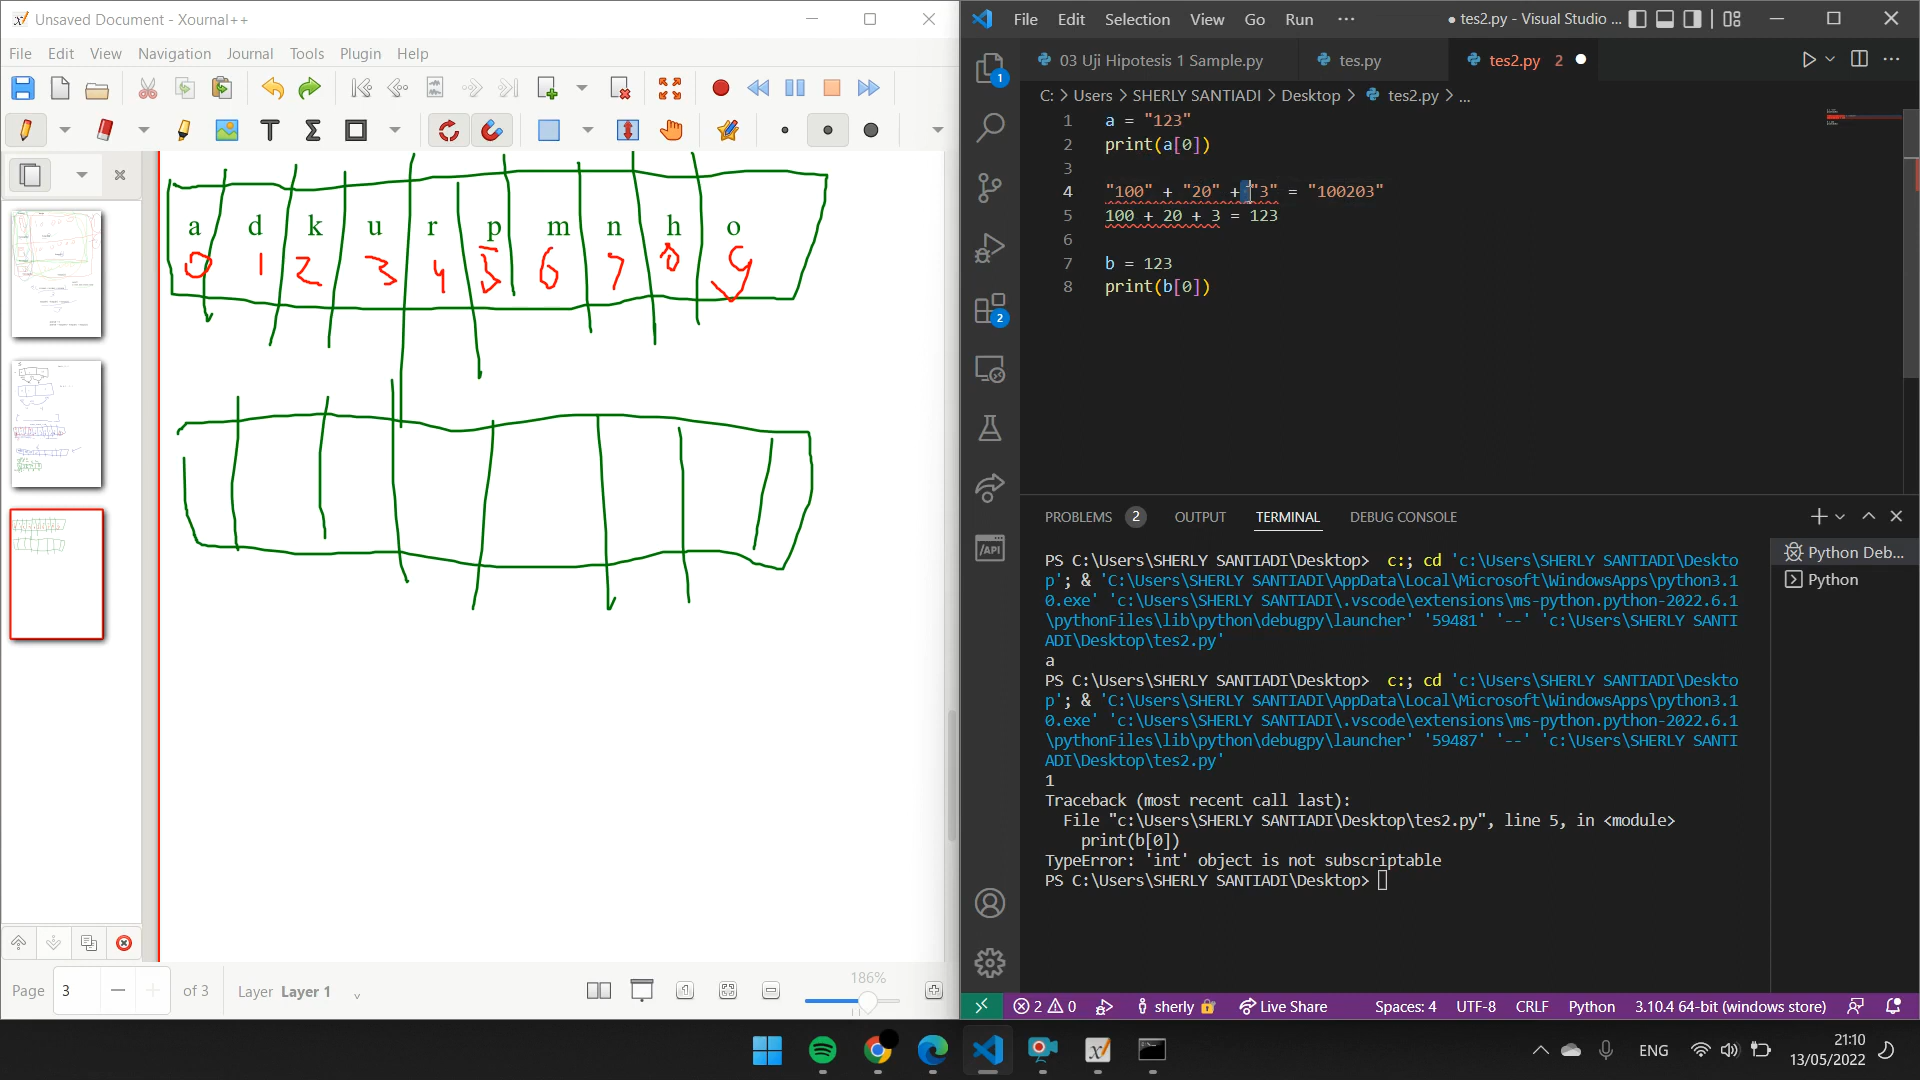 Unsaved Document - Xournal++
File Edit View Navigation Journal Tools Plugin Help
a d k u r p m n h o
0 1 2 3 4 5 6 7 8 9
Page 3 of 3 Layer Layer 1
186%
File Edit Selection View Go Run ··· ● tes2.py - Visual Studio ...
03 Uji Hipotesis 1 Sample.py tes.py tes2.py 2
C: > Users > SHERLY SANTIADI > Desktop > tes2.py > ...
1 a = "123"
2 print(a[0])
3
4 "100" + "20" + "3" = "100203"
5 100 + 20 + 3 = 123
6
7 b = 123
8 print(b[0])
PROBLEMS 2 OUTPUT TERMINAL DEBUG CONSOLE
PS C:\Users\SHERLY SANTIADI\Desktop> c:; cd 'c:\Users\SHERLY SANTIADI\Deskto
p'; & 'C:\Users\SHERLY SANTIADI\AppData\Local\Microsoft\WindowsApps\python3.1
0.exe' 'c:\Users\SHERLY SANTIADI\.vscode\extensions\ms-python.python-2022.6.1
\pythonFiles\lib\python\debugpy\launcher' '59481' '--' 'c:\Users\SHERLY SANTI
ADI\Desktop\tes2.py'
a
PS C:\Users\SHERLY SANTIADI\Desktop> c:; cd 'c:\Users\SHERLY SANTIADI\Deskto
p'; & 'C:\Users\SHERLY SANTIADI\AppData\Local\Microsoft\WindowsApps\python3.1
0.exe' 'c:\Users\SHERLY SANTIADI\.vscode\extensions\ms-python.python-2022.6.1
\pythonFiles\lib\python\debugpy\launcher' '59487' '--' 'c:\Users\SHERLY SANTI
ADI\Desktop\tes2.py'
1
Traceback (most recent call last):
File "c:\Users\SHERLY SANTIADI\Desktop\tes2.py", line 5, in <module>
print(b[0])
TypeError: 'int' object is not subscriptable
PS C:\Users\SHERLY SANTIADI\Desktop>
Python Deb...
Python
1
2
/API
2 0 sherly Live Share Spaces: 4 UTF-8 CRLF Python 3.10.4 64-bit (windows store)
ENG 21:10
13/05/2022